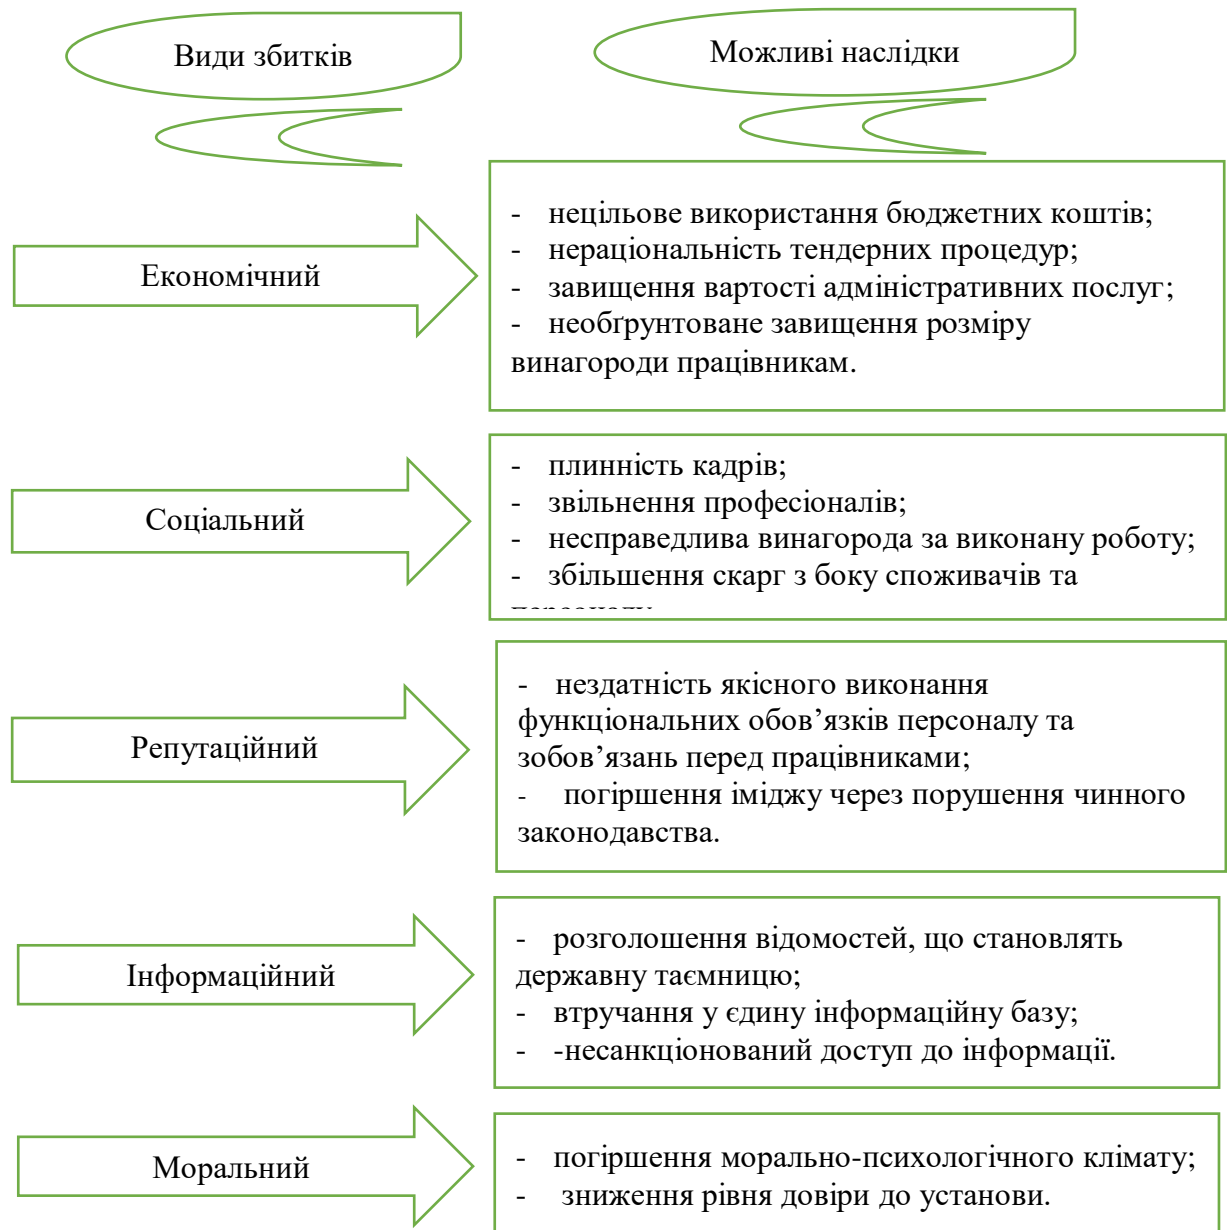 Види збитків
Можливі наслідки
Економічний
- нецільове використання бюджетних коштів;
- нераціональність тендерних процедур;
- завищення вартості адміністративних послуг;
- необґрунтоване завищення розміру
винагороди працівникам.
Соціальний
- плинність кадрів;
- звільнення професіоналів;
- несправедлива винагорода за виконану роботу;
- збільшення скарг з боку споживачів та
Репутаційний
- нездатність якісного виконання
функціональних обов’язків персоналу та
зобов’язань перед працівниками;
- погіршення іміджу через порушення чинного
законодавства.
Інформаційний
- розголошення відомостей, що становлять
державну таємницю;
- втручання у єдину інформаційну базу;
- -несанкціонований доступ до інформації.
Моральний
- погіршення морально-психологічного клімату;
- зниження рівня довіри до установи.